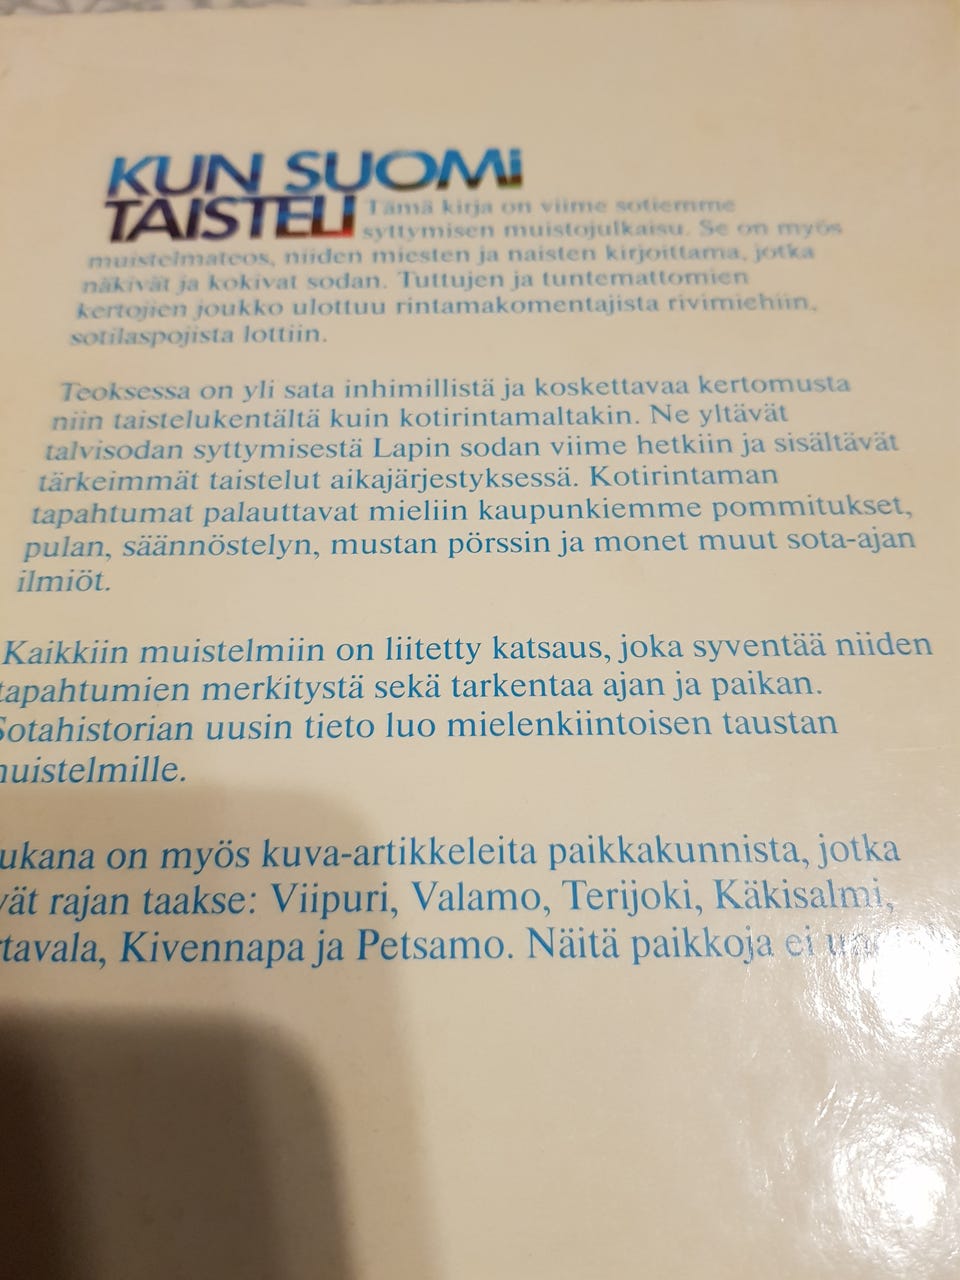 KUN SUOMI
TAISTELI Tämä kirja on viime sotiemme
syttymisen muistojulkaisu. Se on myös
muistelmateos, niiden miesten ja naisten kirjoittama, jotka
näkivät ja kokivat sodan. Tuttujen ja tuntemattomien
kertojien joukko ulottuu rintamakomentajista rivimiehiin,
sotilaspojista lottiin.
Teoksessa on yli sata inhimillistä ja koskettavaa kertomusta
niin taistelukentältä kuin kotirintamaltakin. Ne yltävät
talvisodan syttymisestä Lapin sodan viime hetkiin ja sisältävät
tärkeimmät taistelut aikajärjestyksessä. Kotirintaman
tapahtumat palauttavat mieliin kaupunkiemme pommitukset,
pulan, säännöstelyn, mustan pörssin ja monet muut sota-ajan
ilmiöt.
Kaikkiin muistelmiin on liitetty katsaus, joka syventää niiden
tapahtumien merkitystä sekä tarkentaa ajan ja paikan.
Sotahistorian uusin tieto luo mielenkiintoisen taustan
muistelmille.
ukana on myös kuva-artikkeleita paikkakunnista, jotka
vät rajan taakse: Viipuri, Valamo, Terijoki, Käkisalmi,
rtavala, Kivennapa ja Petsamo. Näitä paikkoja ei